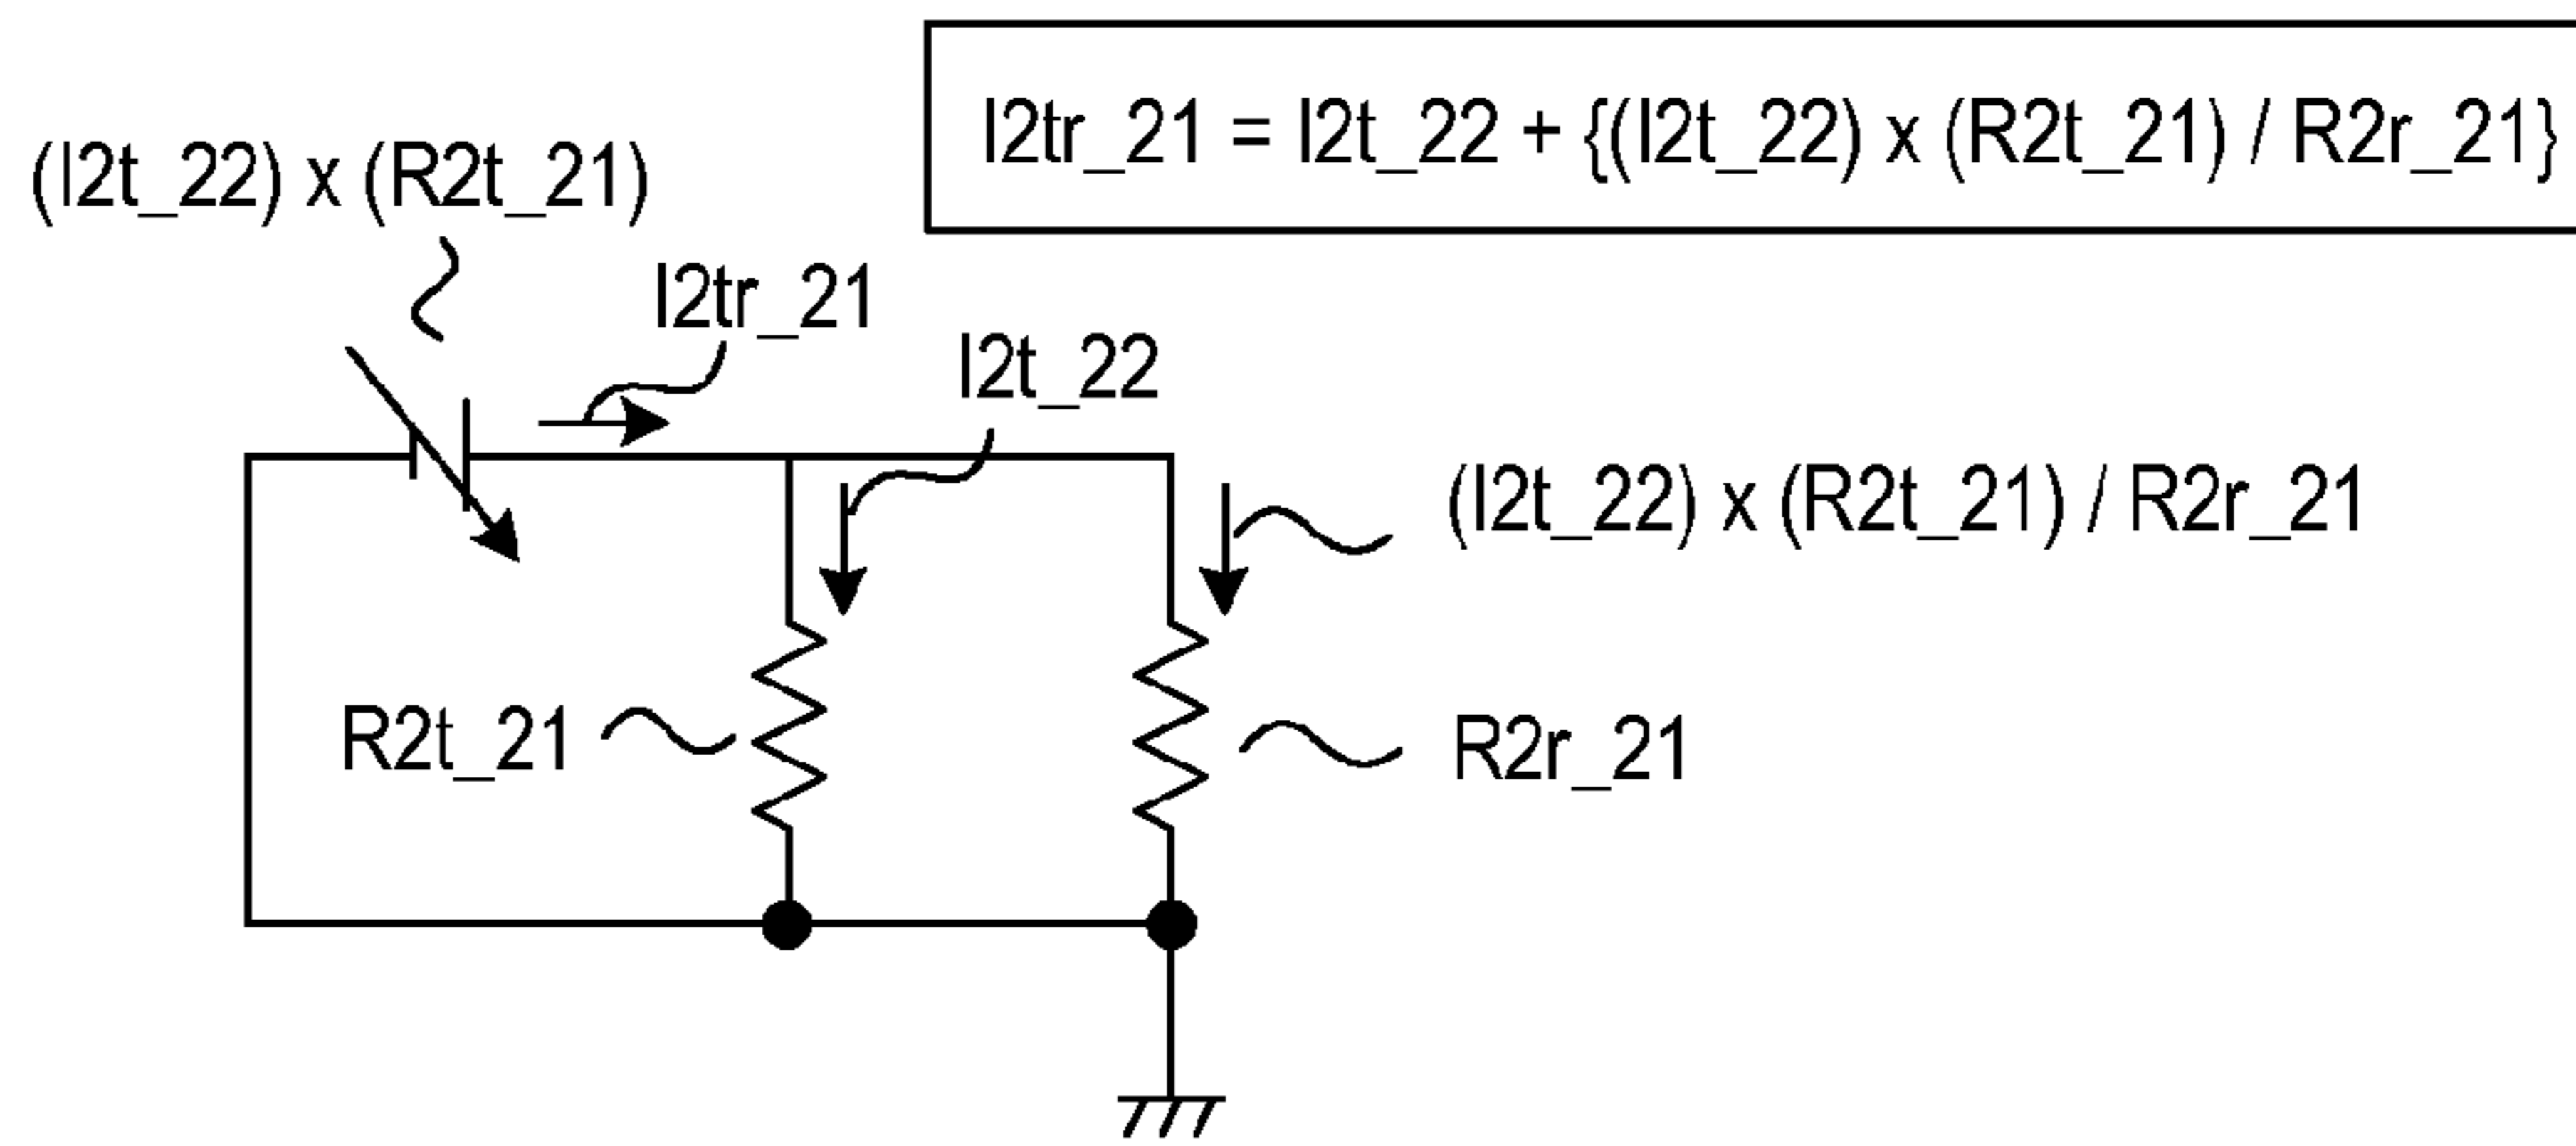 I2tr_21 = I2t_22 + {(I2t_22) x (R2t_21) / R2r_21}
(I2t_22) x (R2t_21)
I2tr_21
I2t_22
(I2t_22) x (R2t_21) / R2r_21
R2t_21
R2r_21